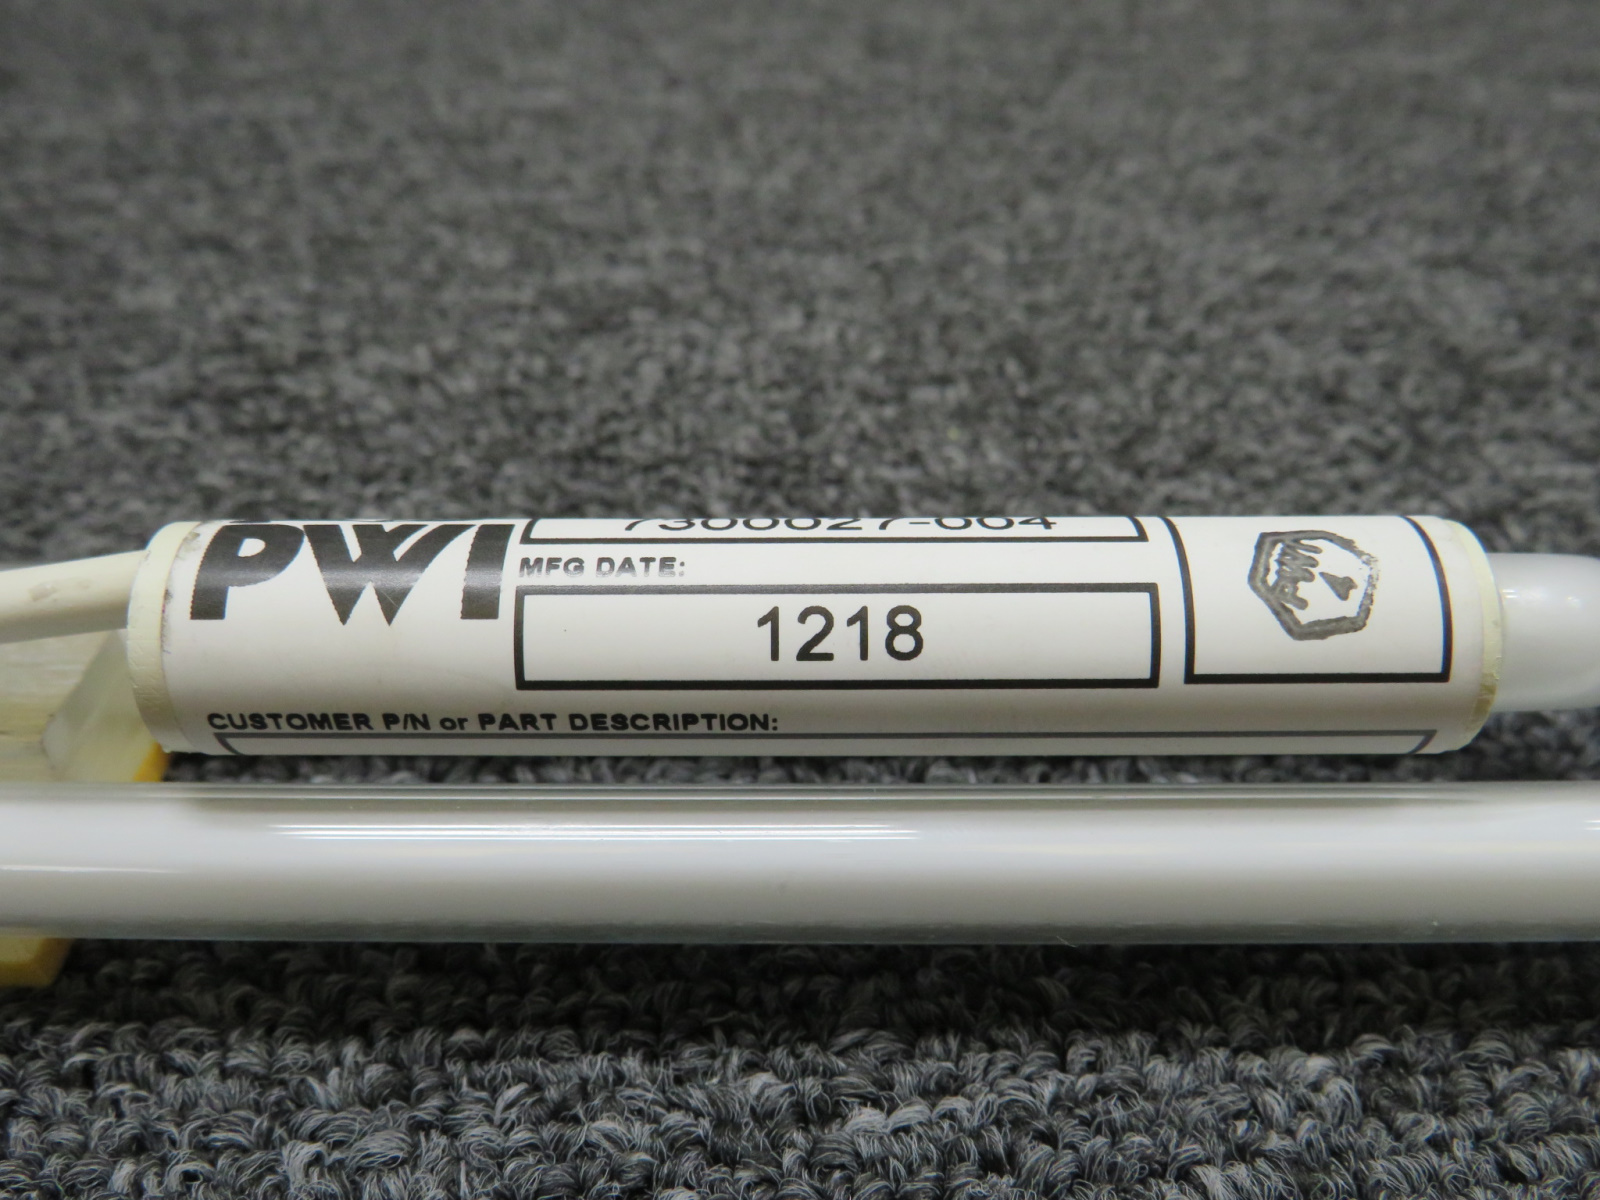 PWI
7300027-004
MFG DATE:
1218
CUSTOMER P/N or PART DESCRIPTION: